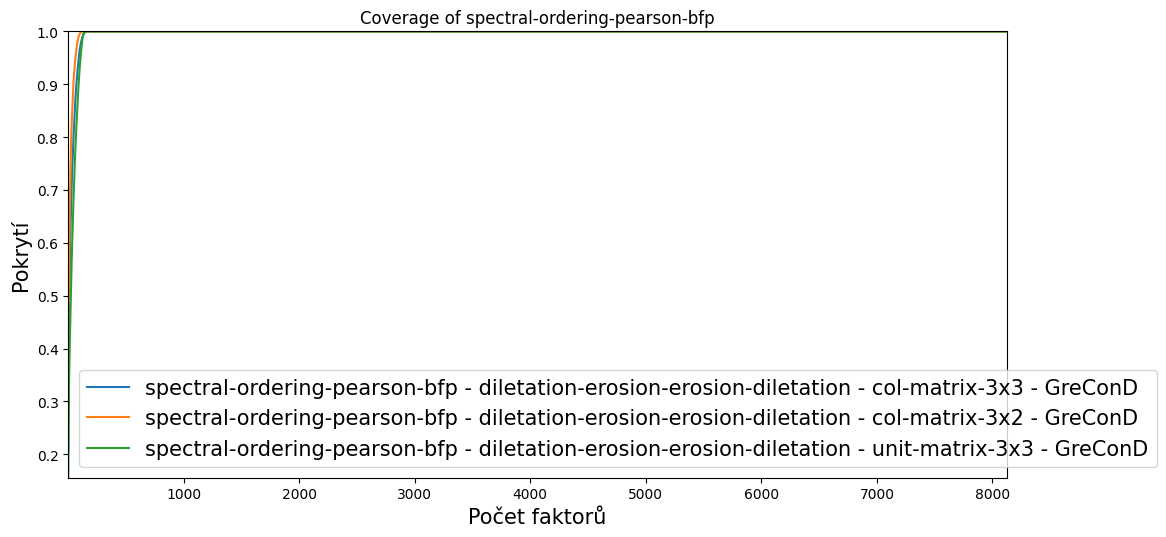 Coverage of spectral-ordering-pearson-bfp
1.0
0.9
0.8
0.7
0.6
0.5
0.4
0.3
0.2
Pokrytí
spectral-ordering-pearson-bfp - diletation-erosion-erosion-diletation - col-matrix-3x3 - GreConD
spectral-ordering-pearson-bfp - diletation-erosion-erosion-diletation - col-matrix-3x2 - GreConD
spectral-ordering-pearson-bfp - diletation-erosion-erosion-diletation - unit-matrix-3x3 - GreConD
1000 2000 3000 4000 5000 6000 7000 8000
Počet faktorů